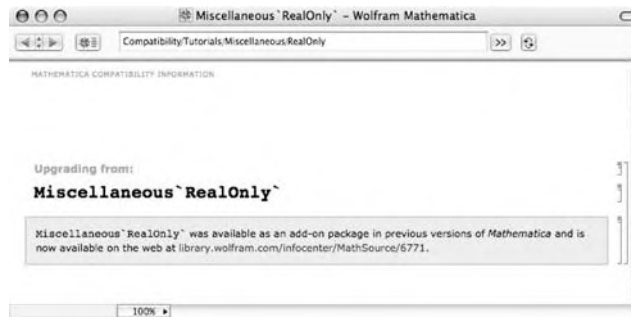 Miscellaneous`RealOnly` – Wolfram Mathematica
Compatibility/Tutorials/Miscellaneous/RealOnly
>>
MATHEMATICA COMPATIBILITY INFORMATION
Upgrading from:
Miscellaneous`RealOnly`
Miscellaneous`RealOnly` was available as an add-on package in previous versions of Mathematica and is
now available on the web at library.wolfram.com/infocenter/MathSource/6771.
100%